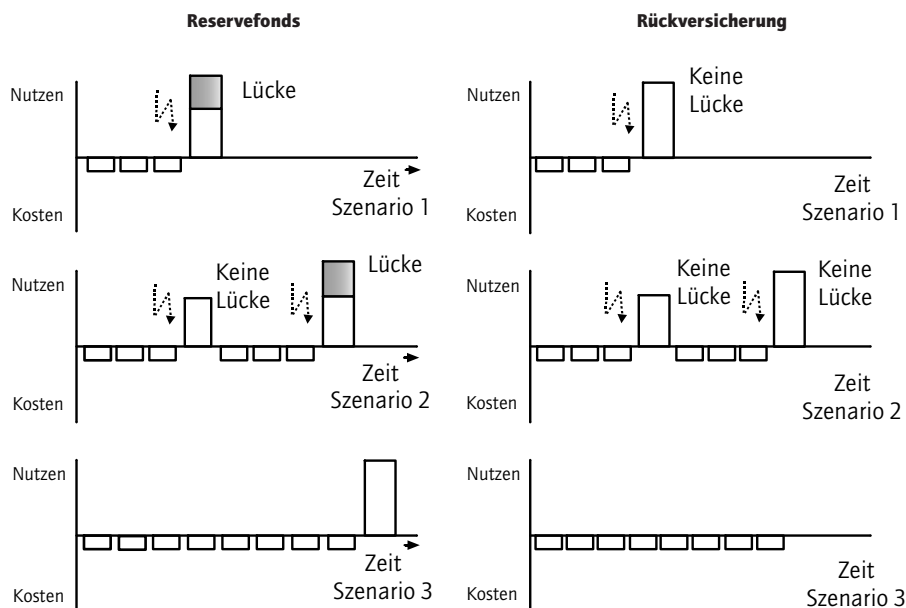 Reservefonds
Nutzen
Lücke
Zeit
Szenario 1
Kosten
Nutzen
Keine
Lücke
Lücke
Zeit
Szenario 2
Kosten
Nutzen
Zeit
Szenario 3
Kosten
Rückversicherung
Nutzen
Keine
Lücke
Zeit
Szenario 1
Kosten
Nutzen
Keine
Lücke
Keine
Lücke
Zeit
Szenario 2
Kosten
Nutzen
Zeit
Szenario 3
Kosten